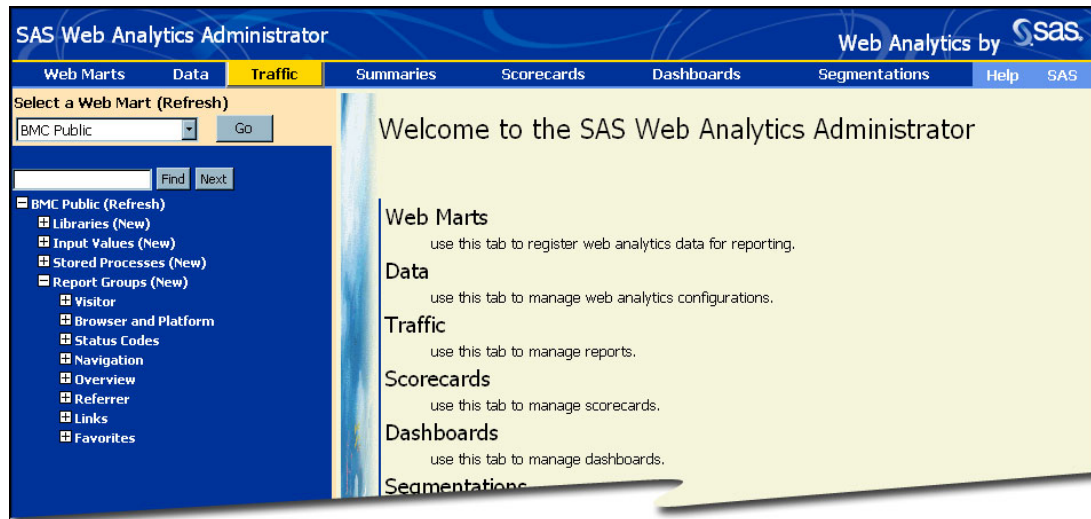 SAS Web Analytics Administrator
Web Analytics by sas.
Web Marts Data Traffic Summaries Scorecards Dashboards Segmentations Help SAS
Select a Web Mart (Refresh)
BMC Public Go
Find Next
BMC Public (Refresh)
Libraries (New)
Input Values (New)
Stored Processes (New)
Report Groups (New)
Visitor
Browser and Platform
Status Codes
Navigation
Overview
Referrer
Links
Favorites
Welcome to the SAS Web Analytics Administrator
Web Marts
use this tab to register web analytics data for reporting.
Data
use this tab to manage web analytics configurations.
Traffic
use this tab to manage reports.
Scorecards
use this tab to manage scorecards.
Dashboards
use this tab to manage dashboards.
Segmentations